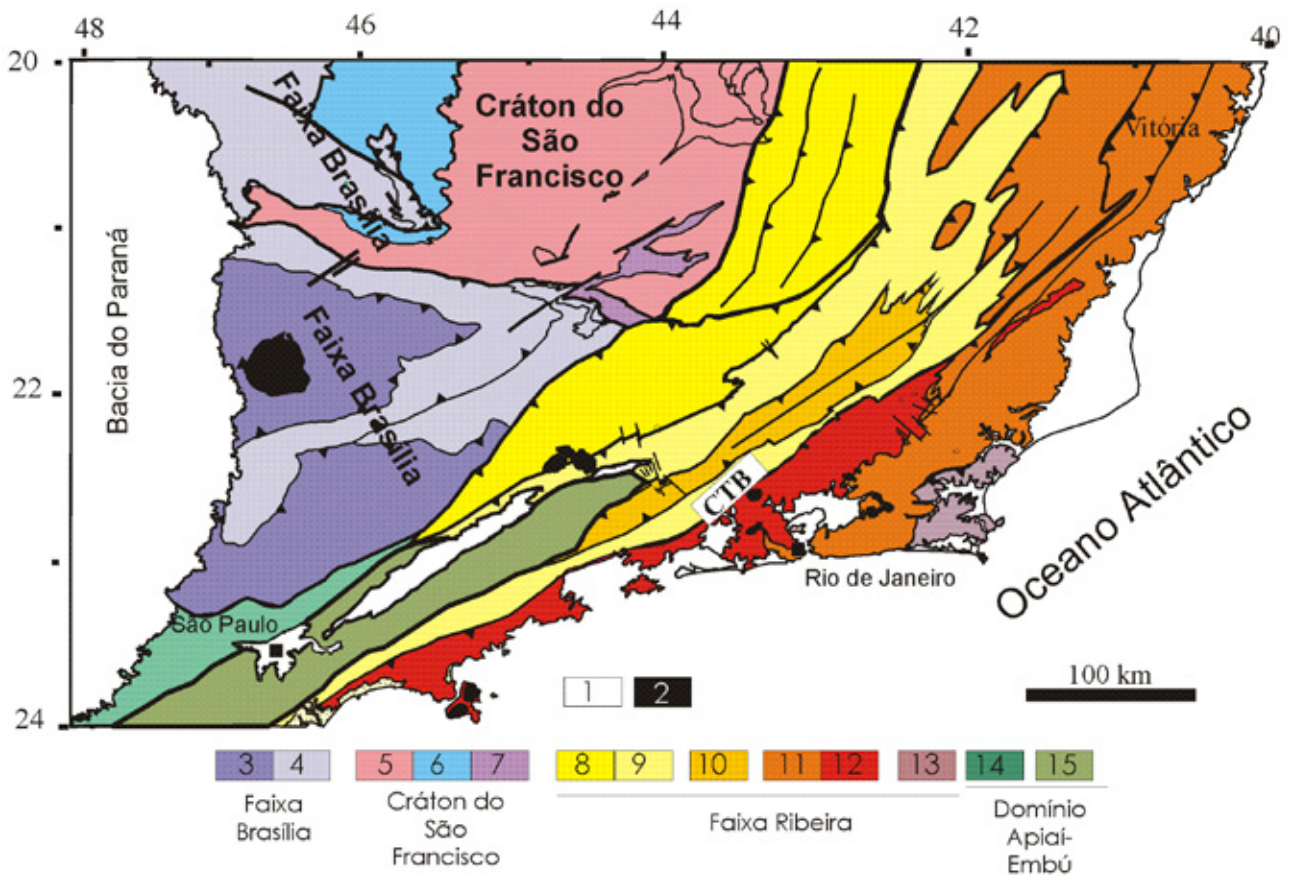 48 46 44 42 40
20
Faixa Brasília
Cráton do
São
Francisco
Vitória
Bacia do Paraná
Faixa Brasília
22
CTB
Oceano Atlântico
Rio de Janeiro
São Paulo
100 km
1 2
24
3 4 5 6 7 8 9 10 11 12 13 14 15
Faixa
Brasília
Cráton do
São
Francisco
Faixa Ribeira
Domínio
Apiaí-
Embú